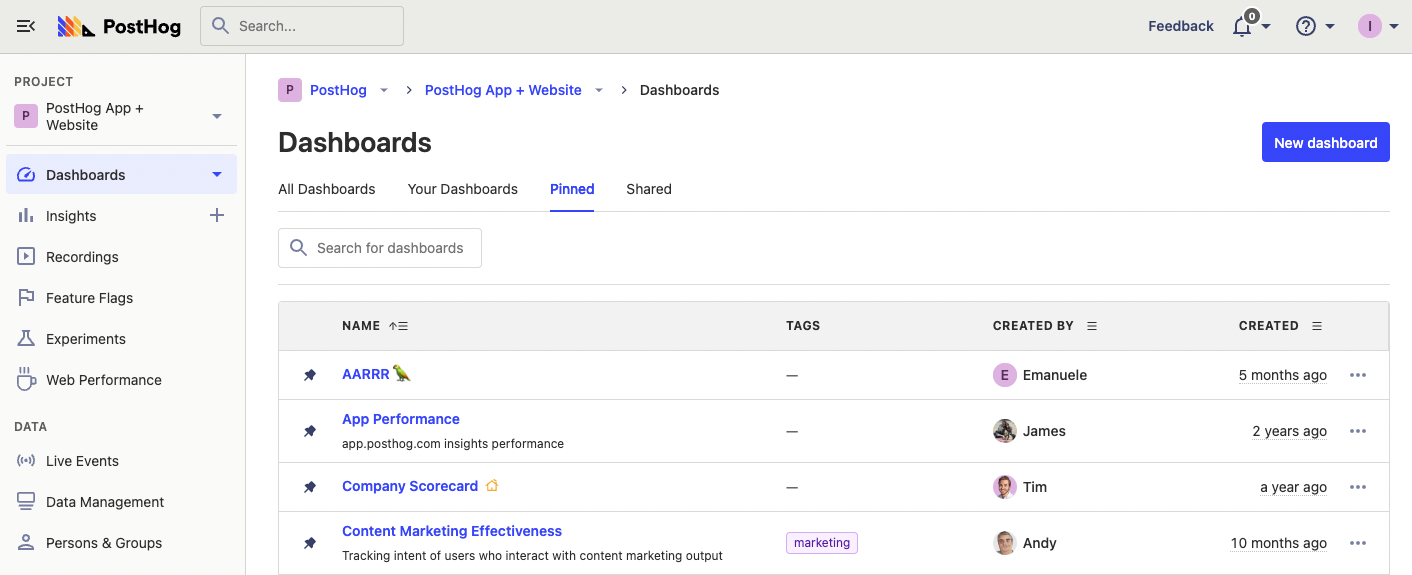 PostHog
Search...
Feedback
0
I
PROJECT
P
PostHog App +
Website
Dashboards
Insights
Recordings
Feature Flags
Experiments
Web Performance
DATA
Live Events
Data Management
Persons & Groups
P PostHog PostHog App + Website Dashboards
Dashboards
New dashboard
All Dashboards Your Dashboards Pinned Shared
Search for dashboards
NAME TAGS CREATED BY CREATED
AARRR 🦜 — E Emanuele 5 months ago
App Performance
app.posthog.com insights performance
— James 2 years ago
Company Scorecard — Tim a year ago
Content Marketing Effectiveness
Tracking intent of users who interact with content marketing output
marketing Andy 10 months ago